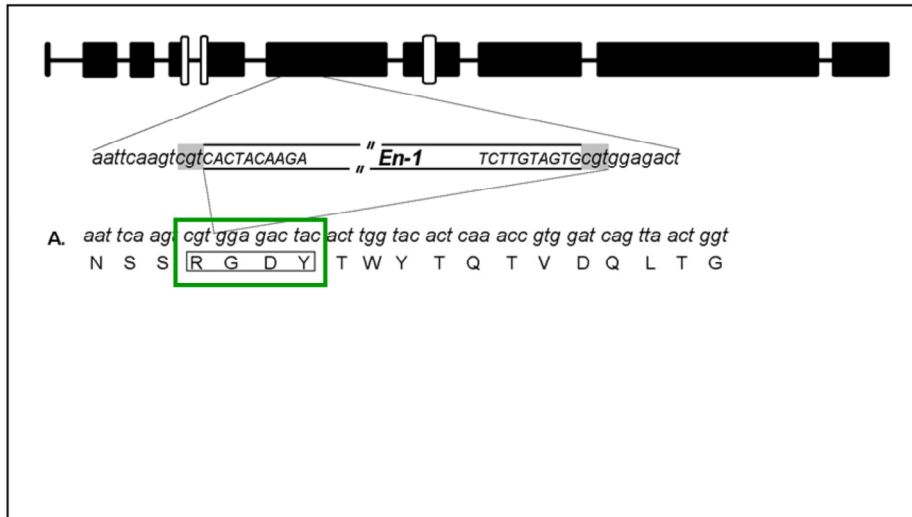 aattcaagtcgtCACTACAAGA // En-1 // TCTTGTAGTGcgtggagact
A. aat tca agt cgt gga gac tac act tgg tac act caa acc gtg gat cag tta act ggt
N S S R G D Y T W Y T Q T V D Q L T G